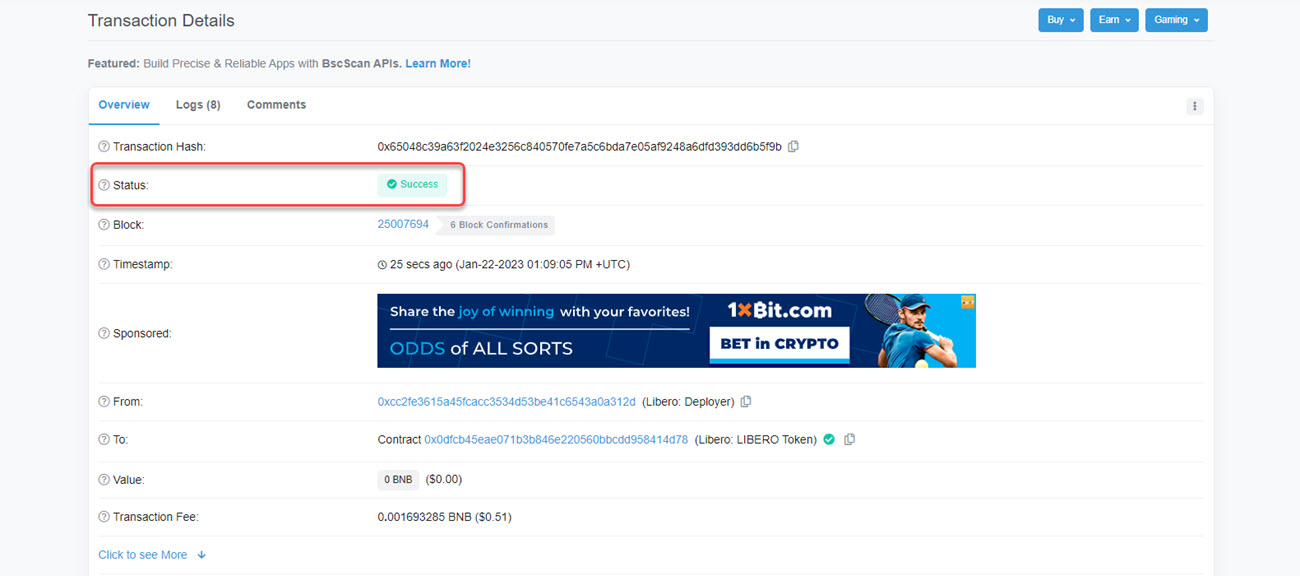 Transaction Details
Buy Earn Gaming
Featured: Build Precise & Reliable Apps with BscScan APIs. Learn More!
Overview Logs (8) Comments
Transaction Hash: 0x65048c39a63f2024e3256c840570fe7a5c6bda7e05af9248a6dfd393dd6b5f9b
Status: Success
Block: 25007694 6 Block Confirmations
Timestamp: 25 secs ago (Jan-22-2023 01:09:05 PM +UTC)
Sponsored:
Share the joy of winning with your favorites!
ODDS of ALL SORTS
1XBit.com
BET in CRYPTO
From: 0xcc2fe3615a45fcacc3534d53be41c6543a0a312d (Libero: Deployer)
To: Contract 0x0dfcb45eae071b3b846e220560bbcdd958414d78 (Libero: LIBERO Token)
Value: 0 BNB ($0.00)
Transaction Fee: 0.001693285 BNB ($0.51)
Click to see More